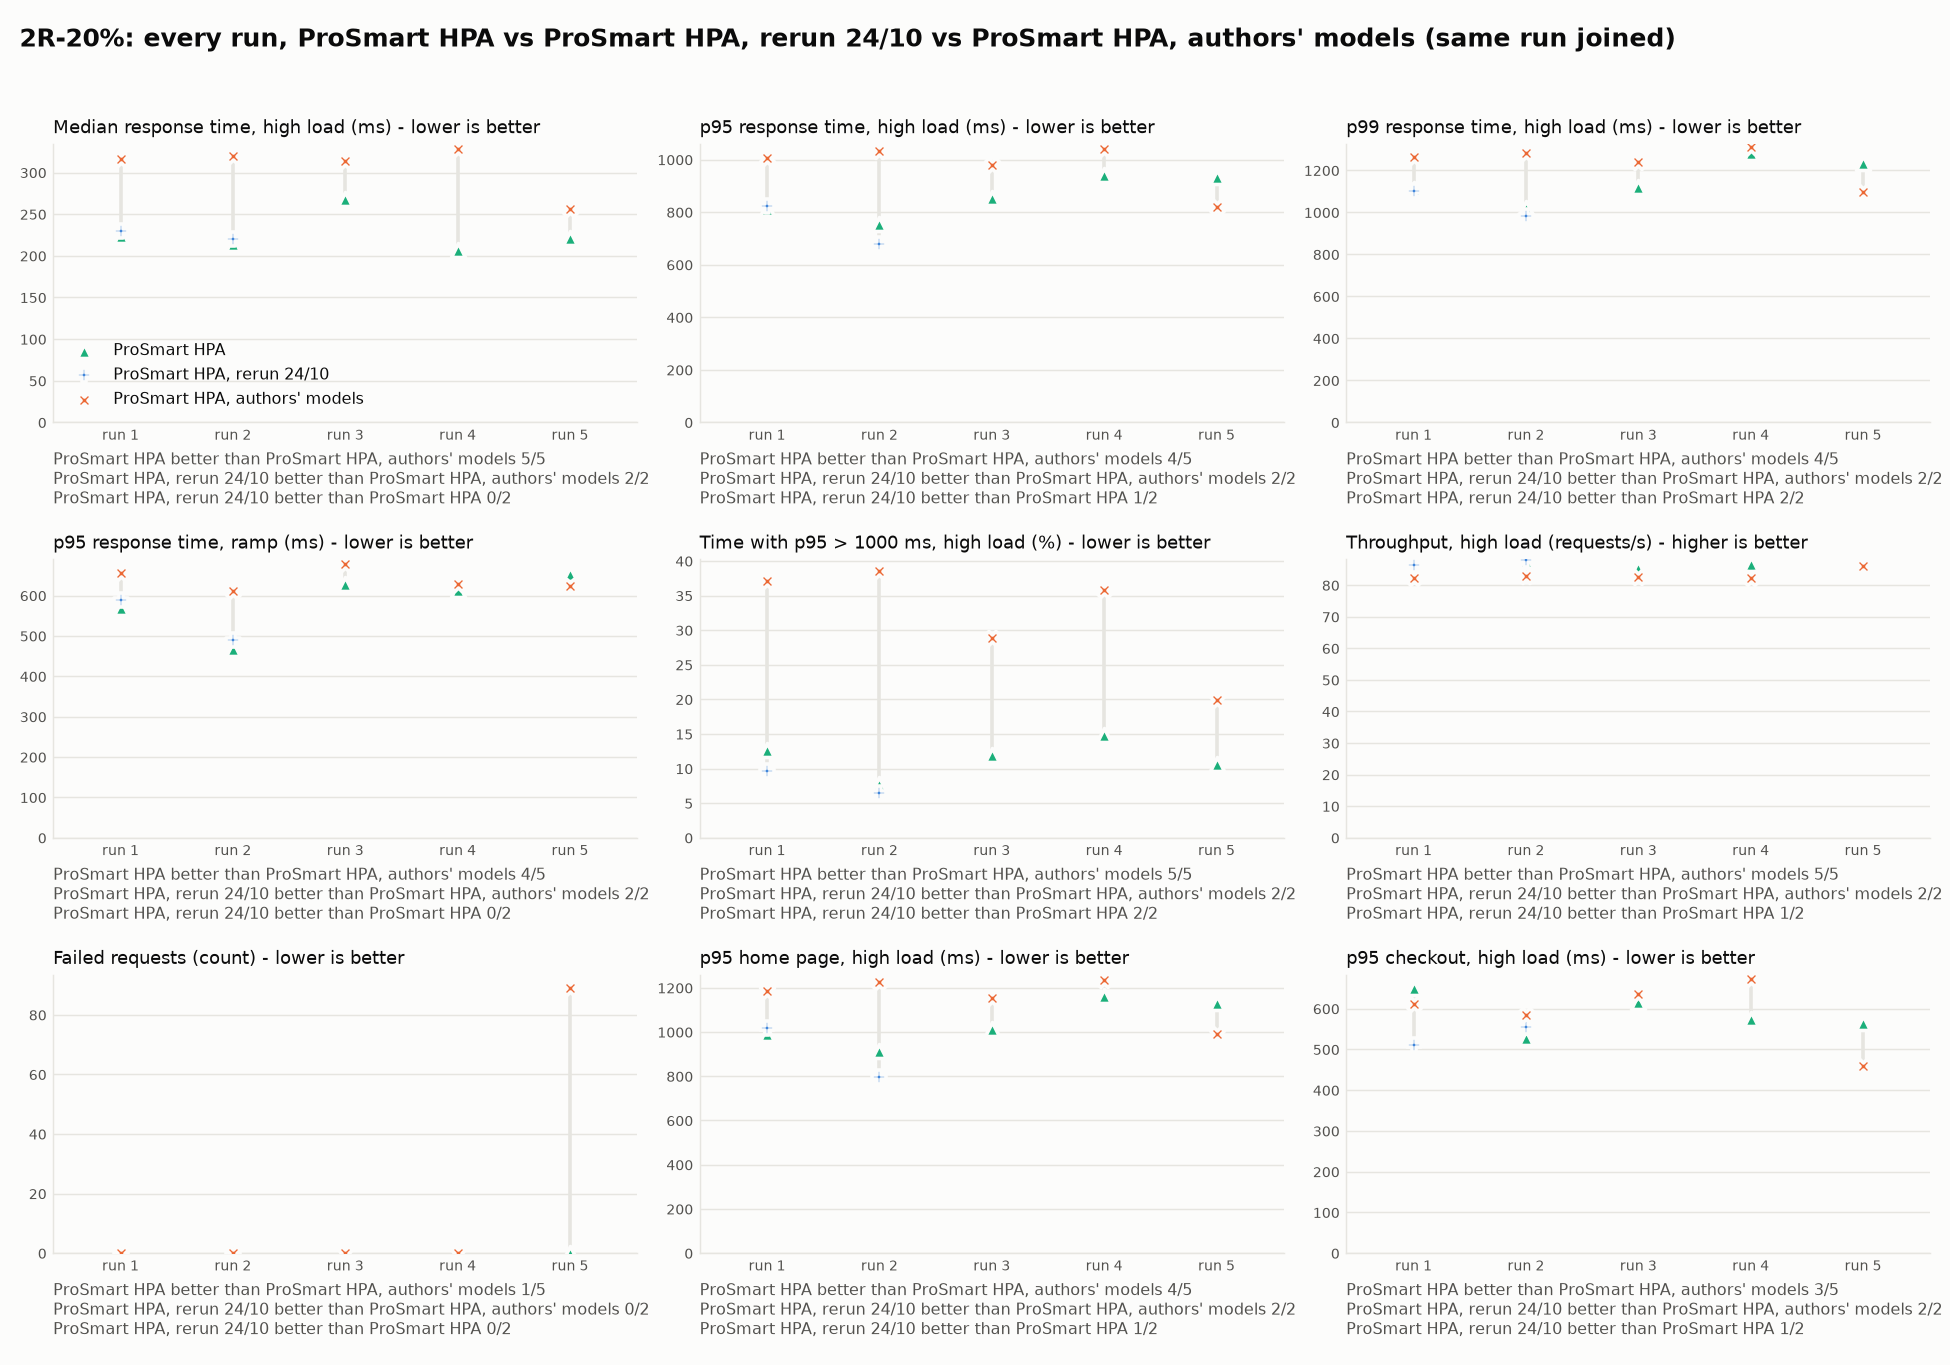 2R-20%: every run, ProSmart HPA vs ProSmart HPA, rerun 24/10 vs ProSmart HPA, authors' models (same run joined)
Median response time, high load (ms) - lower is better
300
250
200
150
100
50
0
ProSmart HPA
ProSmart HPA, rerun 24/10
ProSmart HPA, authors' models
run 1 run 2 run 3 run 4 run 5
ProSmart HPA better than ProSmart HPA, authors' models 5/5
ProSmart HPA, rerun 24/10 better than ProSmart HPA, authors' models 2/2
ProSmart HPA, rerun 24/10 better than ProSmart HPA 0/2
p95 response time, high load (ms) - lower is better
1000
800
600
400
200
0
run 1 run 2 run 3 run 4 run 5
ProSmart HPA better than ProSmart HPA, authors' models 4/5
ProSmart HPA, rerun 24/10 better than ProSmart HPA, authors' models 2/2
ProSmart HPA, rerun 24/10 better than ProSmart HPA 1/2
p99 response time, high load (ms) - lower is better
1200
1000
800
600
400
200
0
run 1 run 2 run 3 run 4 run 5
ProSmart HPA better than ProSmart HPA, authors' models 4/5
ProSmart HPA, rerun 24/10 better than ProSmart HPA, authors' models 2/2
ProSmart HPA, rerun 24/10 better than ProSmart HPA 2/2
p95 response time, ramp (ms) - lower is better
600
500
400
300
200
100
0
run 1 run 2 run 3 run 4 run 5
ProSmart HPA better than ProSmart HPA, authors' models 4/5
ProSmart HPA, rerun 24/10 better than ProSmart HPA, authors' models 2/2
ProSmart HPA, rerun 24/10 better than ProSmart HPA 0/2
Time with p95 > 1000 ms, high load (%) - lower is better
40
35
30
25
20
15
10
5
0
run 1 run 2 run 3 run 4 run 5
ProSmart HPA better than ProSmart HPA, authors' models 5/5
ProSmart HPA, rerun 24/10 better than ProSmart HPA, authors' models 2/2
ProSmart HPA, rerun 24/10 better than ProSmart HPA 2/2
Throughput, high load (requests/s) - higher is better
80
70
60
50
40
30
20
10
0
run 1 run 2 run 3 run 4 run 5
ProSmart HPA better than ProSmart HPA, authors' models 5/5
ProSmart HPA, rerun 24/10 better than ProSmart HPA, authors' models 2/2
ProSmart HPA, rerun 24/10 better than ProSmart HPA 1/2
Failed requests (count) - lower is better
80
60
40
20
0
run 1 run 2 run 3 run 4 run 5
ProSmart HPA better than ProSmart HPA, authors' models 1/5
ProSmart HPA, rerun 24/10 better than ProSmart HPA, authors' models 0/2
ProSmart HPA, rerun 24/10 better than ProSmart HPA 0/2
p95 home page, high load (ms) - lower is better
1200
1000
800
600
400
200
0
run 1 run 2 run 3 run 4 run 5
ProSmart HPA better than ProSmart HPA, authors' models 4/5
ProSmart HPA, rerun 24/10 better than ProSmart HPA, authors' models 2/2
ProSmart HPA, rerun 24/10 better than ProSmart HPA 1/2
p95 checkout, high load (ms) - lower is better
600
500
400
300
200
100
0
run 1 run 2 run 3 run 4 run 5
ProSmart HPA better than ProSmart HPA, authors' models 3/5
ProSmart HPA, rerun 24/10 better than ProSmart HPA, authors' models 2/2
ProSmart HPA, rerun 24/10 better than ProSmart HPA 1/2